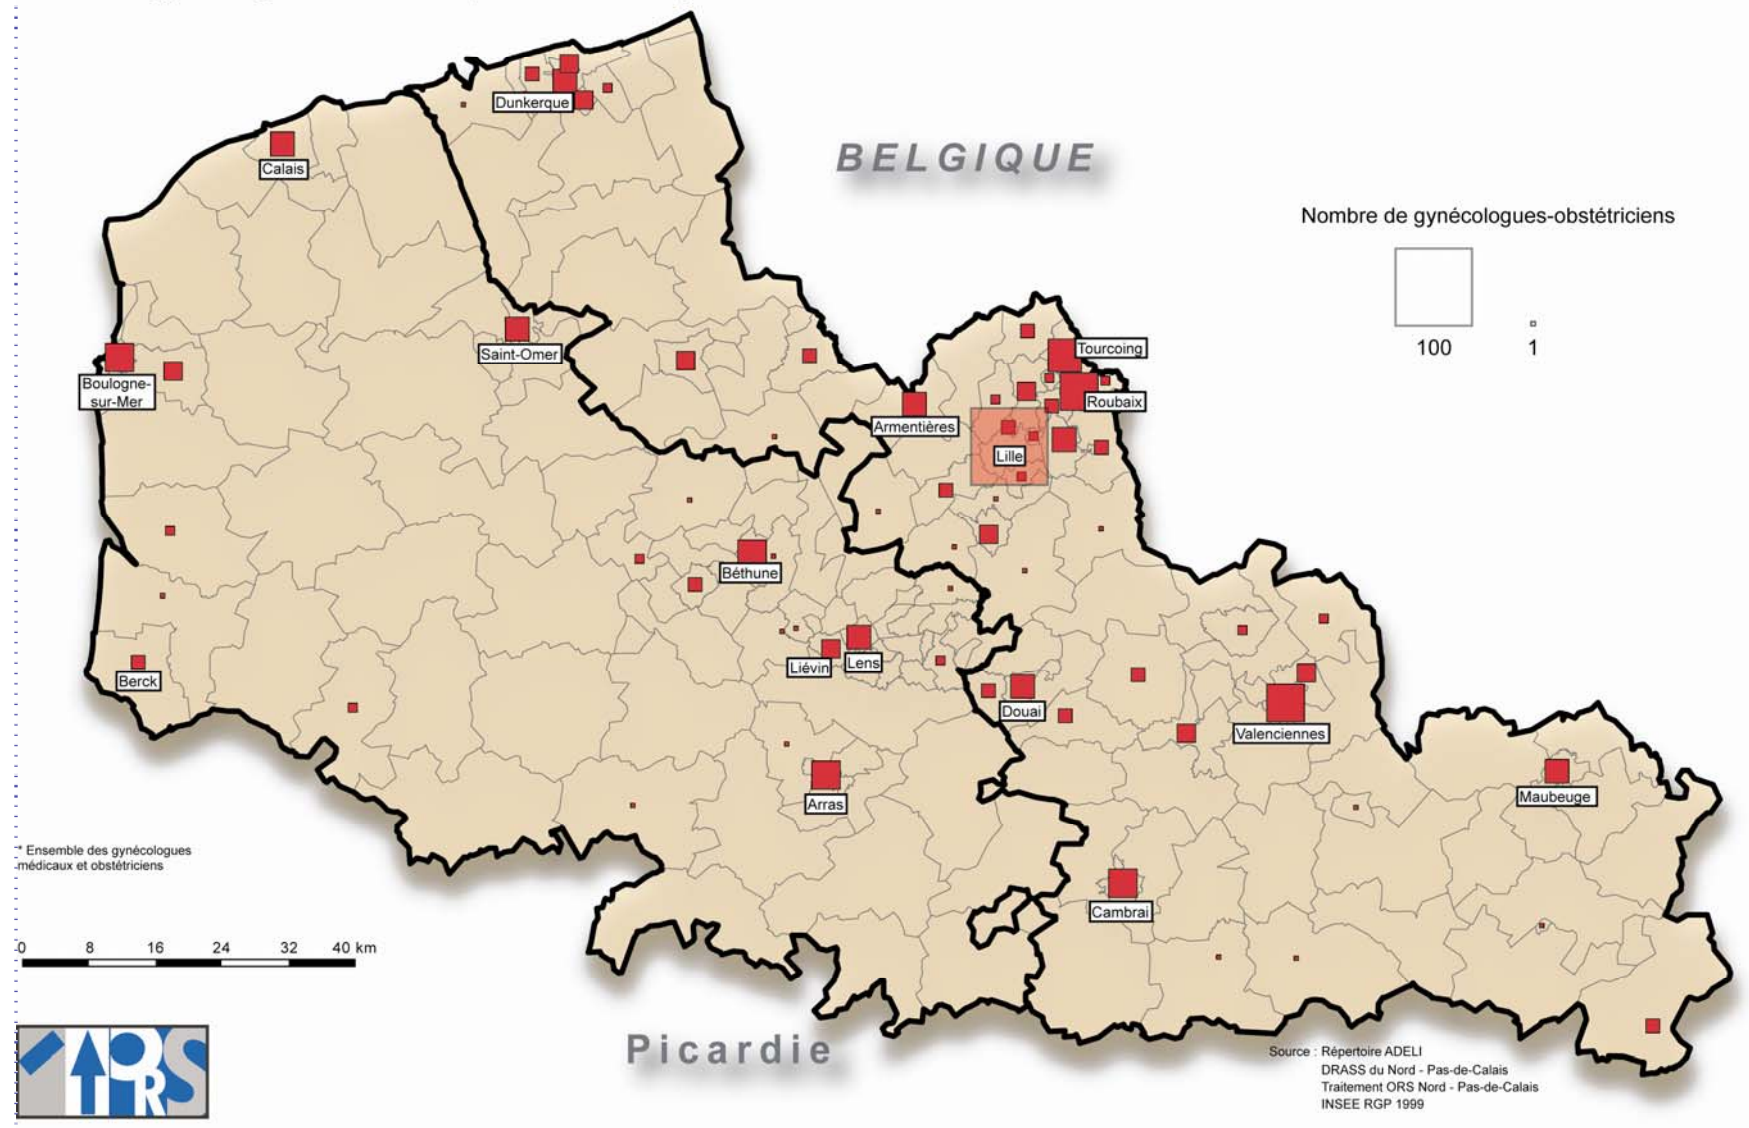 Dunkerque
Calais
BELGIQUE
Nombre de gynécologues-obstétriciens
100
1
Saint-Omer
Tourcoing
Boulogne-
sur-Mer
Roubaix
Armentières
Lille
Béthune
Liévin
Lens
Berck
Douai
Valenciennes
Arras
Maubeuge
* Ensemble des gynécologues
médicaux et obstétriciens
Cambrai
0 8 16 24 32 40 km
Picardie
ORS
Source : Répertoire ADELI
DRASS du Nord - Pas-de-Calais
Traitement ORS Nord - Pas-de-Calais
INSEE RGP 1999